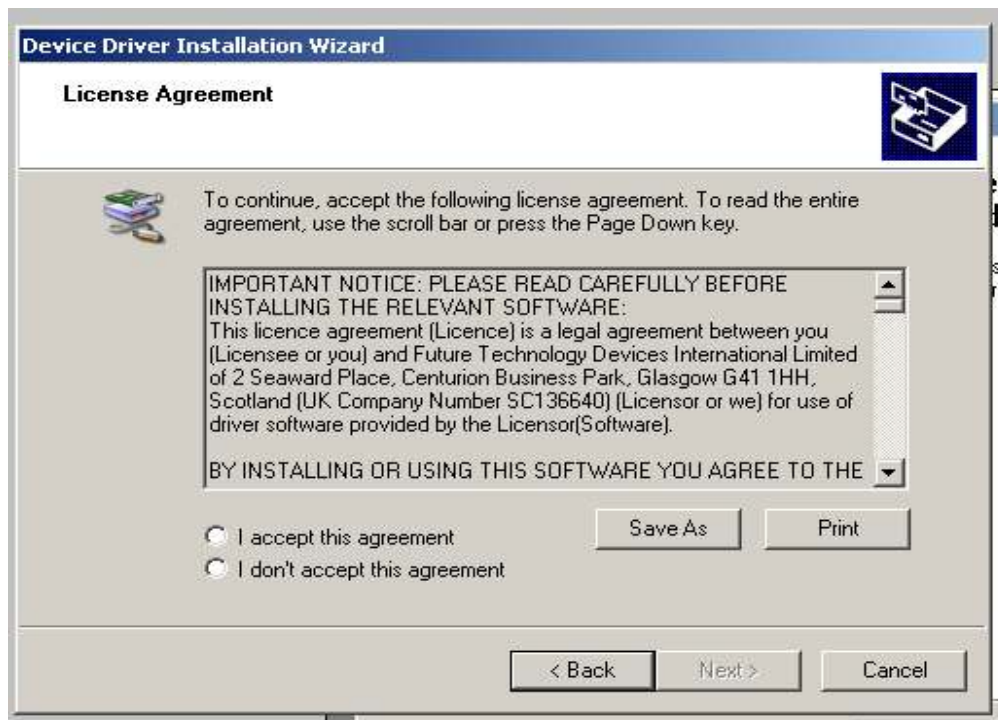 Device Driver Installation Wizard
License Agreement
To continue, accept the following license agreement. To read the entire
agreement, use the scroll bar or press the Page Down key.
IMPORTANT NOTICE: PLEASE READ CAREFULLY BEFORE
INSTALLING THE RELEVANT SOFTWARE:
This licence agreement (Licence) is a legal agreement between you
(Licensee or you) and Future Technology Devices International Limited
of 2 Seaward Place, Centurion Business Park, Glasgow G41 1HH,
Scotland (UK Company Number SC136640) (Licensor or we) for use of
driver software provided by the Licensor(Software).
BY INSTALLING OR USING THIS SOFTWARE YOU AGREE TO THE
I accept this agreement
Save As
Print
I don't accept this agreement
< Back
Next >
Cancel